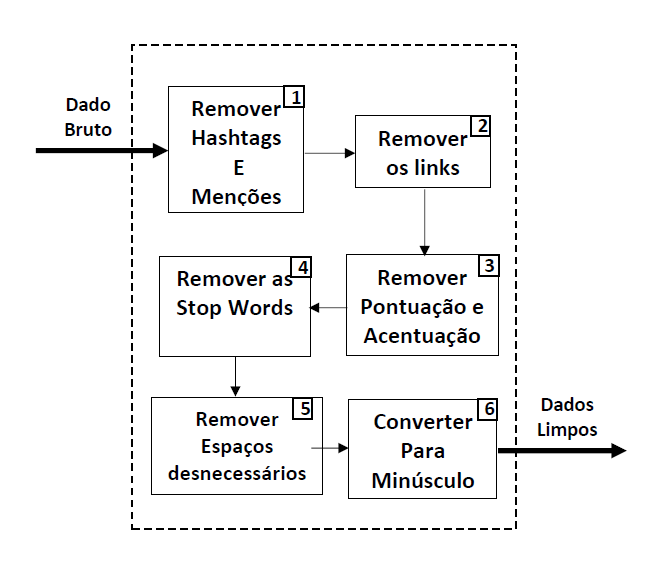 Dado
Bruto
1
Remover
Hashtags
E
Menções
2
Remover
os links
3
Remover
Pontuação e
Acentuação
4
Remover as
Stop Words
5
Remover
Espaços
desnecessários
6
Converter
Para
Minúsculo
Dados
Limpos